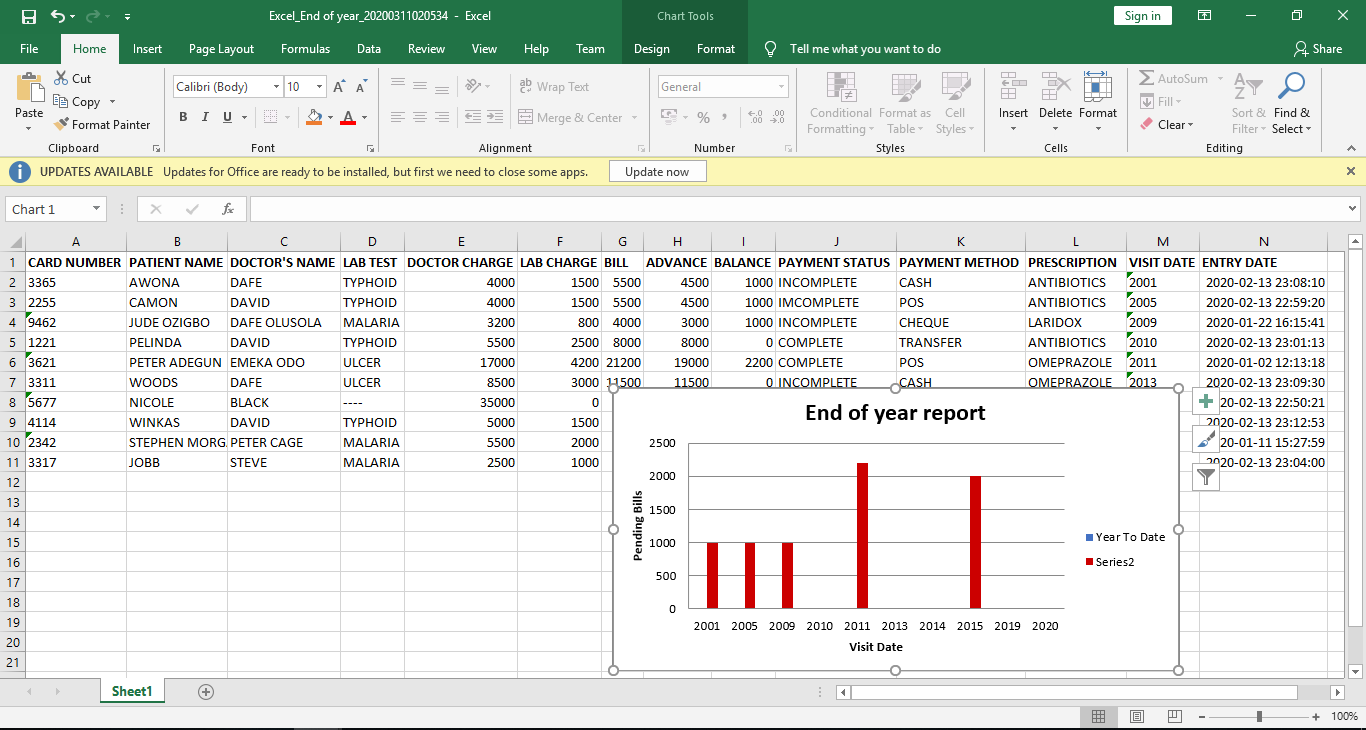 Excel_End of year_20200311020534 - Excel
Chart Tools
Sign in
File Home Insert Page Layout Formulas Data Review View Help Team Design Format Tell me what you want to do Share
Paste
Cut
Copy
Format Painter
Clipboard
Calibri (Body) 10 A A
B I U A
Font
ab Wrap Text
Merge & Center
Alignment
General
% , .00 .0
Number
Conditional Formatting
Format as Table
Cell Styles
Styles
Insert Delete Format
Cells
AutoSum
Fill
Clear
Sort & Filter
Find & Select
Editing
UPDATES AVAILABLE Updates for Office are ready to be installed, but first we need to close some apps. Update now
Chart 1 fx
A B C D E F G H I J K L M N
1 CARD NUMBER PATIENT NAME DOCTOR'S NAME LAB TEST DOCTOR CHARGE LAB CHARGE BILL ADVANCE BALANCE PAYMENT STATUS PAYMENT METHOD PRESCRIPTION VISIT DATE ENTRY DATE
2 3365 AWONA DAFE TYPHOID 4000 1500 5500 4500 1000 INCOMPLETE CASH ANTIBIOTICS 2001 2020-02-13 23:08:10
3 2255 CAMON DAVID TYPHOID 4000 1500 5500 4500 1000 IMCOMPLETE POS ANTIBIOTICS 2005 2020-02-13 22:59:20
4 9462 JUDE OZIGBO DAFE OLUSOLA MALARIA 3200 800 4000 3000 1000 INCOMPLETE CHEQUE LARIDOX 2009 2020-01-22 16:15:41
5 1221 PELINDA DAVID TYPHOID 5500 2500 8000 8000 0 COMPLETE TRANSFER ANTIBIOTICS 2010 2020-02-13 23:01:13
6 3621 PETER ADEGUN EMEKA ODO ULCER 17000 4200 21200 19000 2200 COMPLETE POS OMEPRAZOLE 2011 2020-01-02 12:13:18
7 3311 WOODS DAFE ULCER 8500 3000 11500 11500 0 INCOMPLETE CASH OMEPRAZOLE 2013 2020-02-13 23:09:30
8 5677 NICOLE BLACK ---- 35000 0 20-02-13 22:50:21
9 4114 WINKAS DAVID TYPHOID 5000 1500 2020-02-13 23:12:53
10 2342 STEPHEN MORG PETER CAGE MALARIA 5500 2000 20-01-11 15:27:59
11 3317 JOBB STEVE MALARIA 2500 1000 2020-02-13 23:04:00
12
13
14
15
16
17
18
19
20
21
End of year report
Pending Bills
2500
2000
1500
1000
500
0
2001 2005 2009 2010 2011 2013 2014 2015 2019 2020
Visit Date
Year To Date
Series2
Sheet1
100%